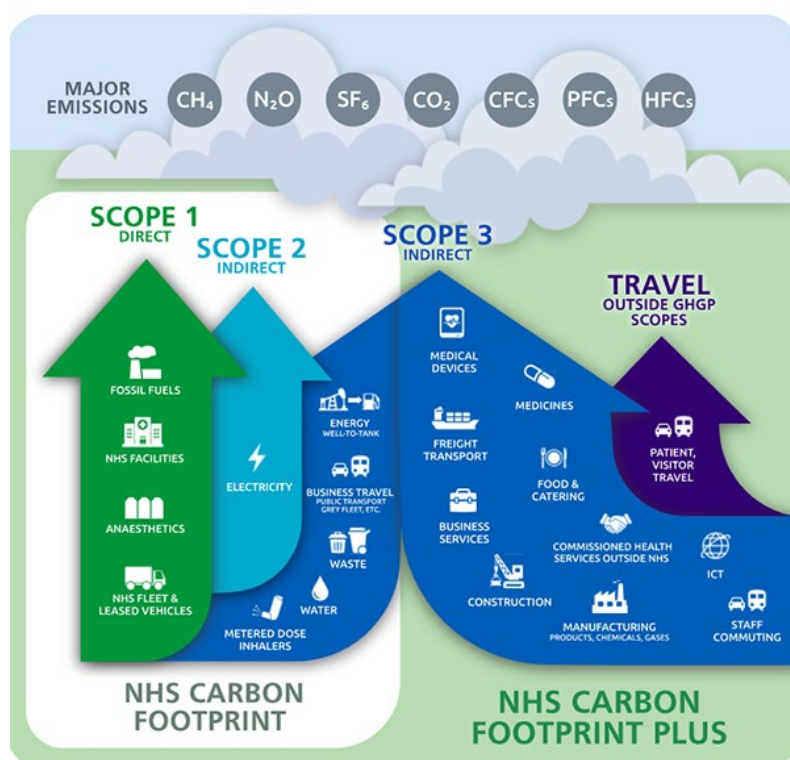 MAJOR
EMISSIONS
CH₄
N₂O
SF₆
CO₂
CFCs
PFCs
HFCs
SCOPE 1
DIRECT
SCOPE 2
INDIRECT
SCOPE 3
INDIRECT
TRAVEL
OUTSIDE GHGP
SCOPES
FOSSIL FUELS
NHS FACILITIES
ANAESTHETICS
NHS FLEET &
LEASED VEHICLES
ELECTRICITY
ENERGY
WELL-TO-TANK
BUSINESS TRAVEL
PUBLIC TRANSPORT
GREY FLEET, ETC.
WASTE
WATER
METERED DOSE
INHALERS
MEDICAL
DEVICES
MEDICINES
FREIGHT
TRANSPORT
FOOD &
CATERING
BUSINESS
SERVICES
COMMISSIONED HEALTH
SERVICES OUTSIDE NHS
CONSTRUCTION
MANUFACTURING
PRODUCTS, CHEMICALS, GASES
ICT
STAFF
COMMUTING
PATIENT,
VISITOR
TRAVEL
NHS CARBON
FOOTPRINT
NHS CARBON
FOOTPRINT PLUS